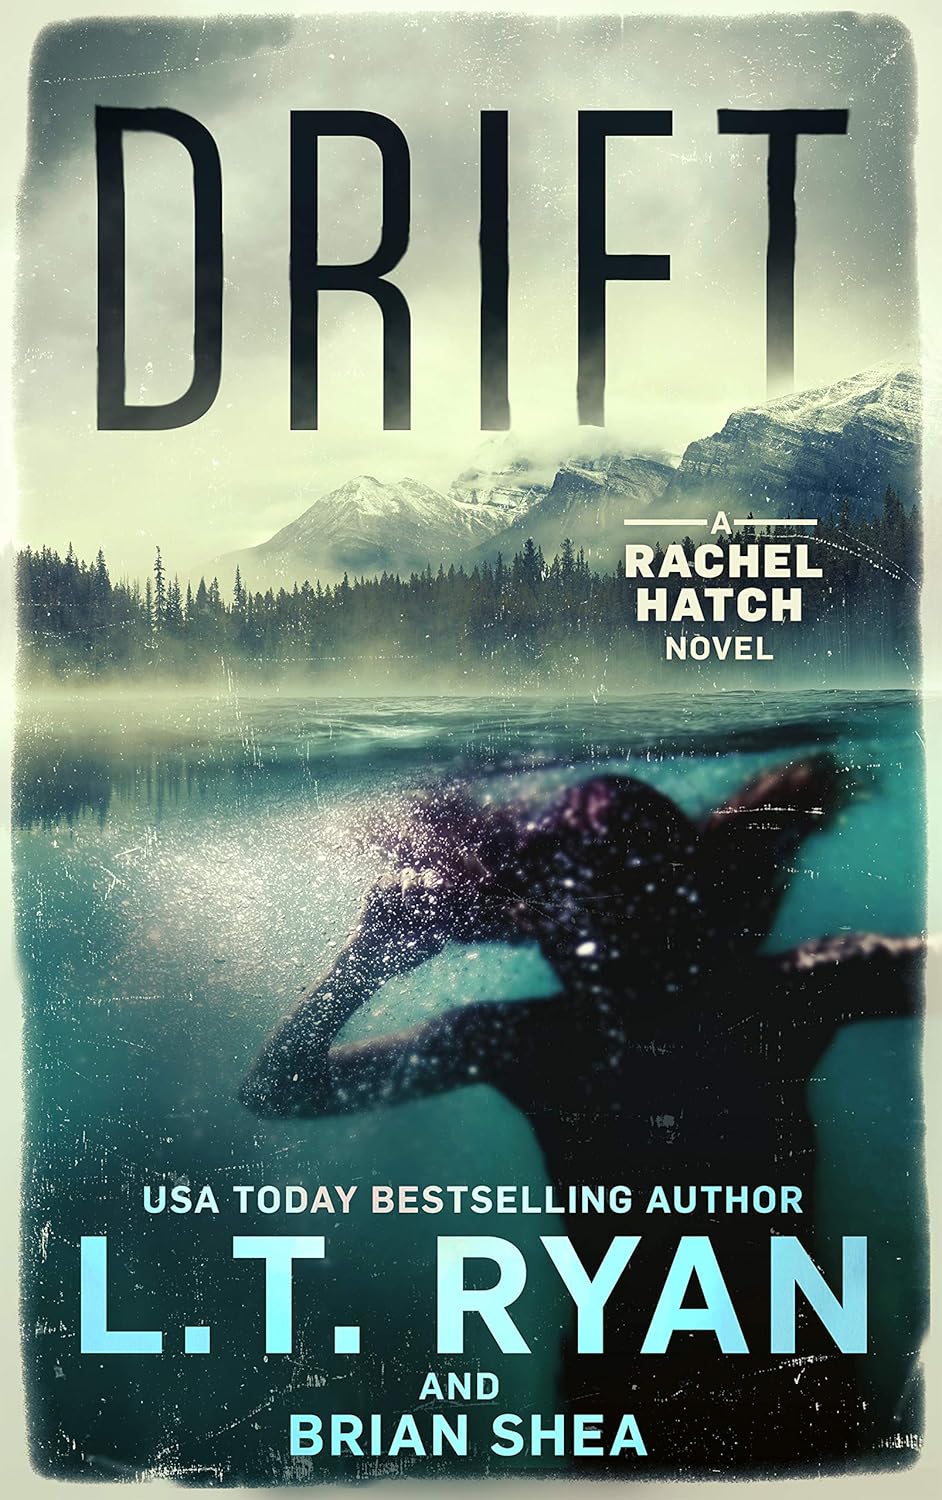 DRIFT
A
RACHEL
HATCH
NOVEL
USA TODAY BESTSELLING AUTHOR
L.T. RYAN
AND
BRIAN SHEA